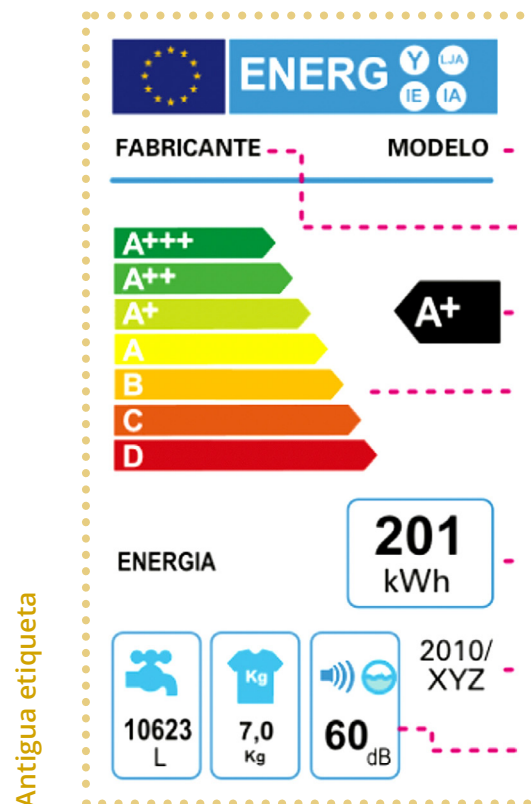 ENERG Y IJA
IE IA
FABRICANTE MODELO
A+++
A++
A+
A+
A
B
C
D
ENERGIA
201
kWh
2010/
XYZ
Kg
10623
L
7,0
Kg
60
dB
Antigua etiqueta